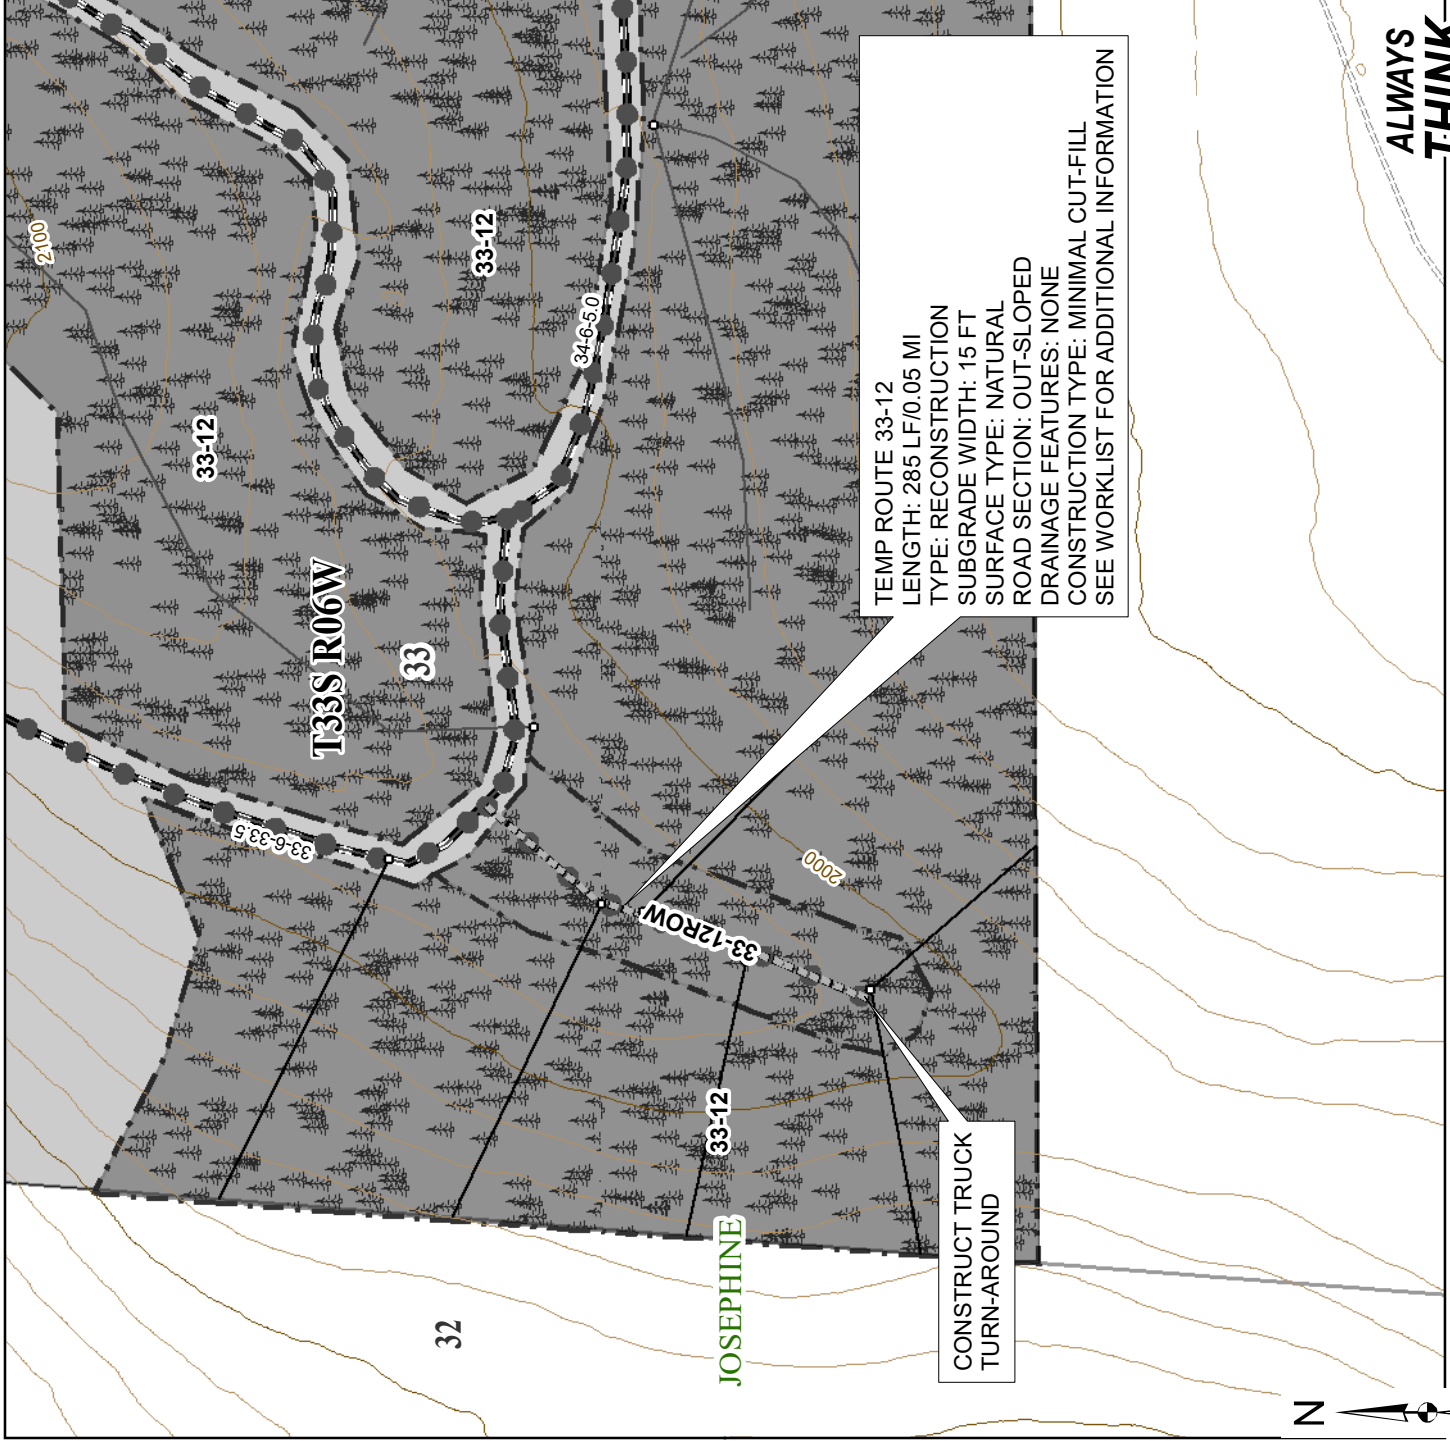 2100
33-12
33-12
T33S R06W
33
34-6-5.0
33-6-33.5
33-12ROW
2000
33-12
32
JOSEPHINE
TEMP ROUTE 33-12
LENGTH: 285 LF/0.05 MI
TYPE: RECONSTRUCTION
SUBGRADE WIDTH: 15 FT
SURFACE TYPE: NATURAL
ROAD SECTION: OUT-SLOPED
DRAINAGE FEATURES: NONE
CONSTRUCTION TYPE: MINIMAL CUT-FILL
SEE WORKLIST FOR ADDITIONAL INFORMATION
CONSTRUCT TRUCK
TURN-AROUND
N
ALWAYS
THINK